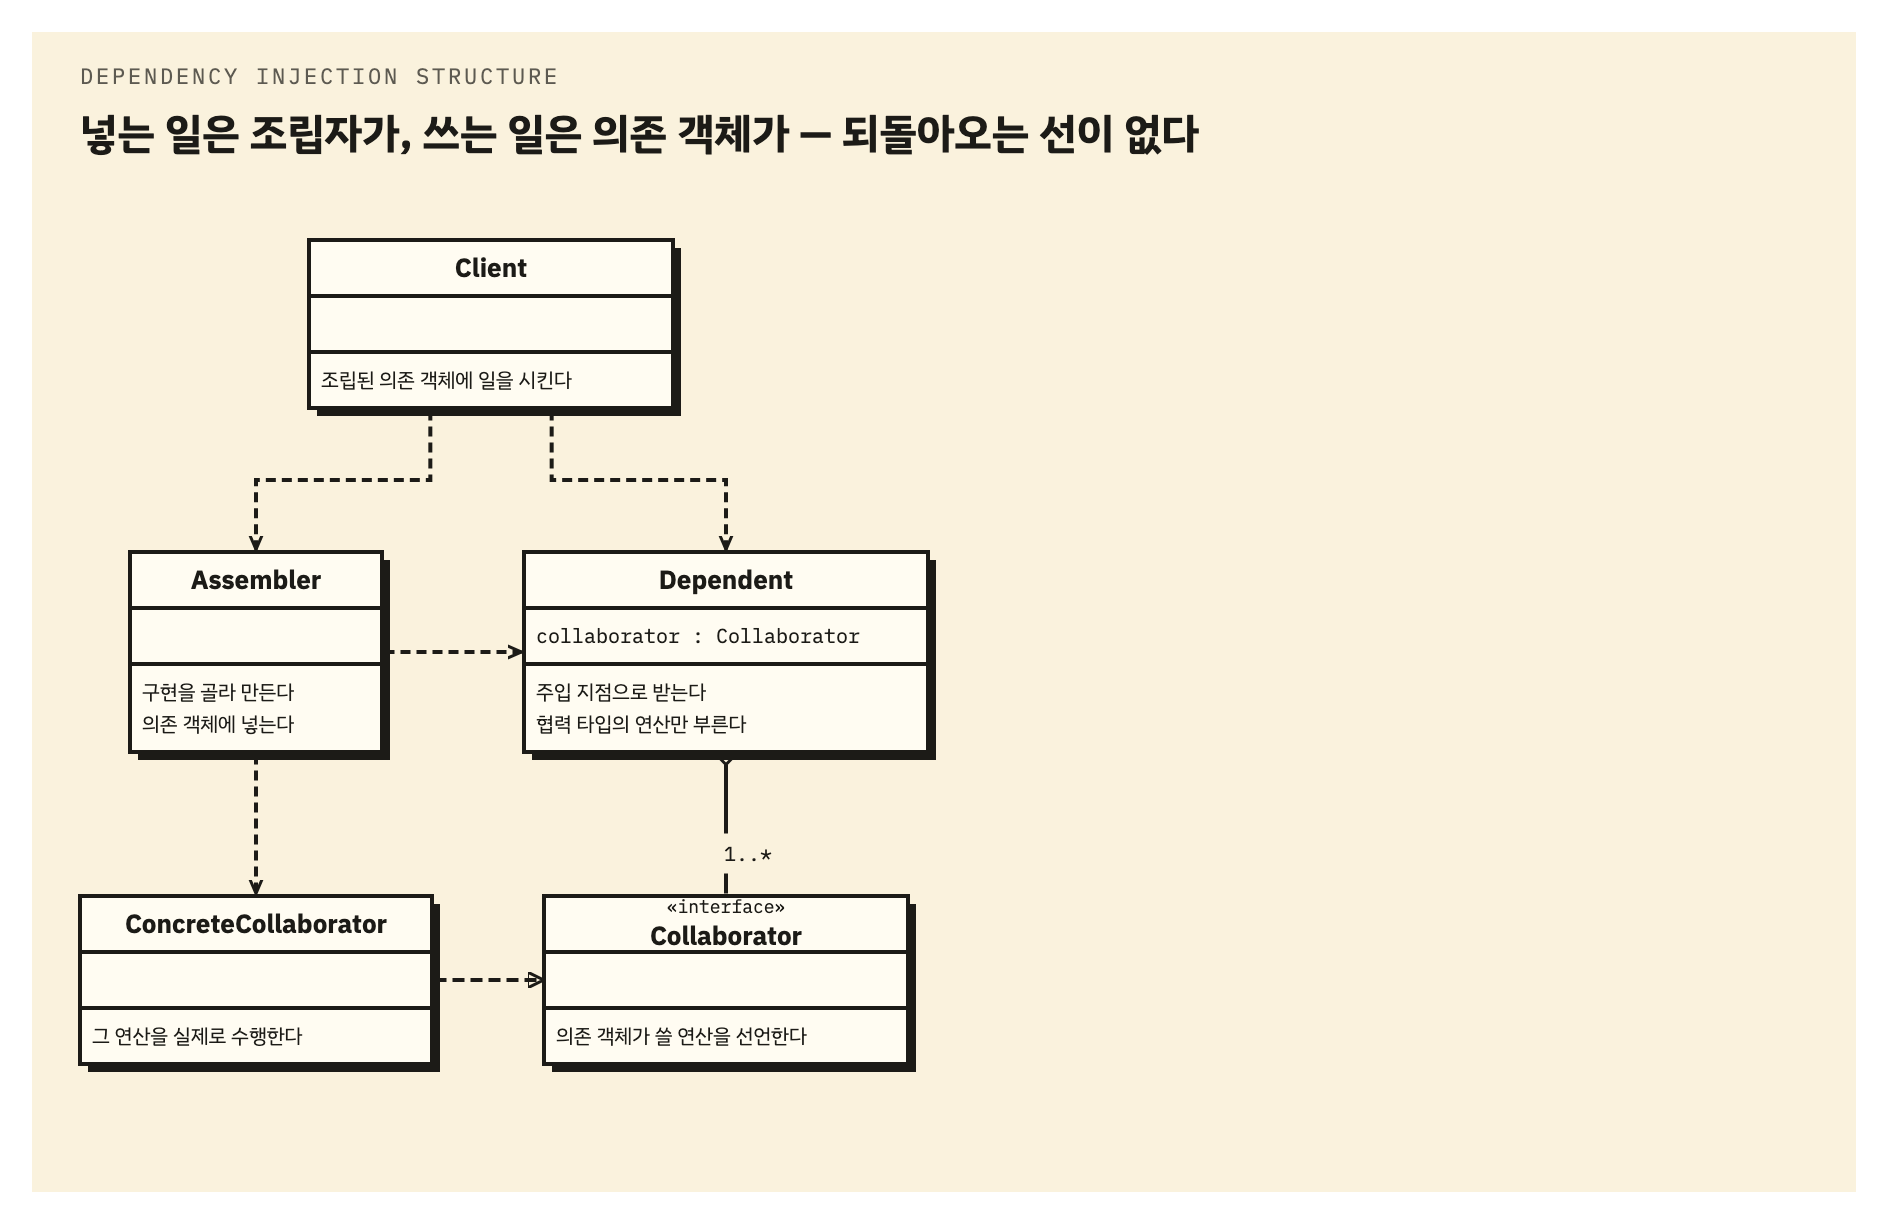 DEPENDENCY INJECTION STRUCTURE
넣는 일은 조립자가, 쓰는 일은 의존 객체가 — 되돌아오는 선이 없다
Client
조립된 의존 객체에 일을 시킨다
Assembler
구현을 골라 만든다
의존 객체에 넣는다
Dependent
collaborator : Collaborator
주입 지점으로 받는다
협력 타입의 연산만 부른다
1..*
ConcreteCollaborator
그 연산을 실제로 수행한다
«interface»
Collaborator
의존 객체가 쓸 연산을 선언한다